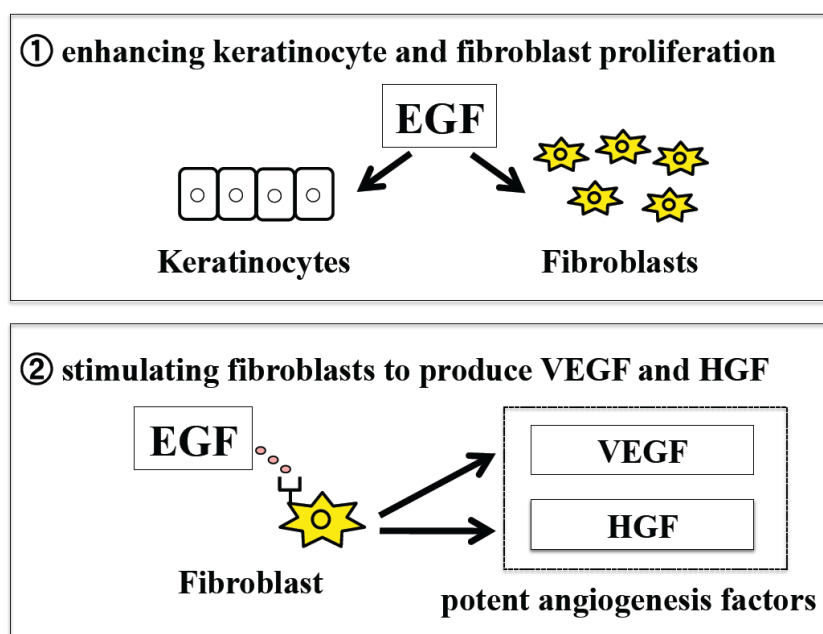 ① enhancing keratinocyte and fibroblast proliferation
EGF
Keratinocytes
Fibroblasts
② stimulating fibroblasts to produce VEGF and HGF
EGF
VEGF
HGF
Fibroblast
potent angiogenesis factors